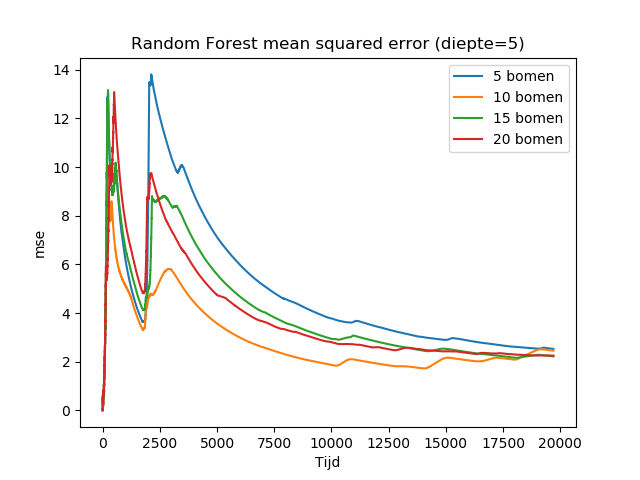 Random Forest mean squared error (diepte=5)
5 bomen
10 bomen
15 bomen
20 bomen
14
12
10
8
6
4
2
0
mse
0 2500 5000 7500 10000 12500 15000 17500 20000
Tijd